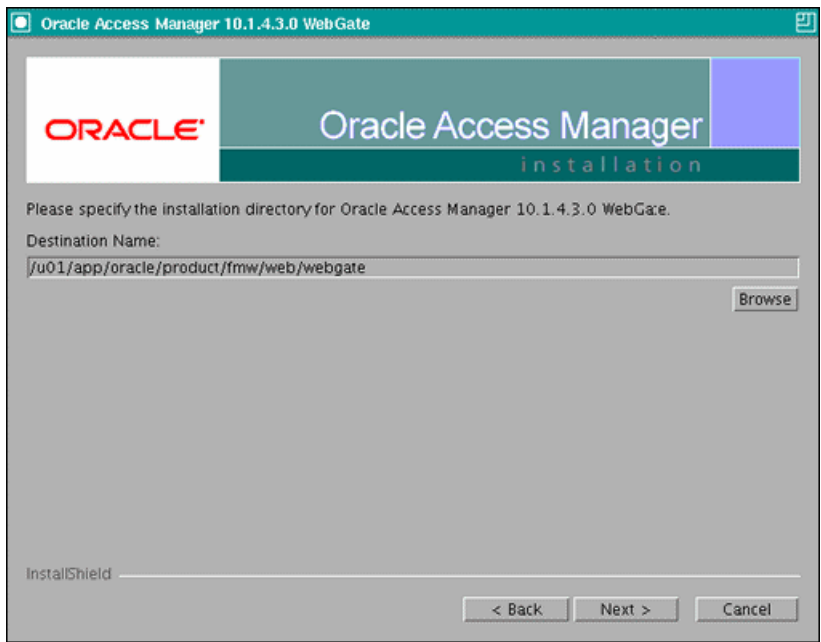 Oracle Access Manager 10.1.4.3.0 WebGate
ORACLE
Oracle Access Manager
installation
Please specify the installation directory for Oracle Access Manager 10.1.4.3.0 WebGate.
Destination Name:
/u01/app/oracle/product/fmw/web/webgate
Browse
InstallShield
< Back Next > Cancel